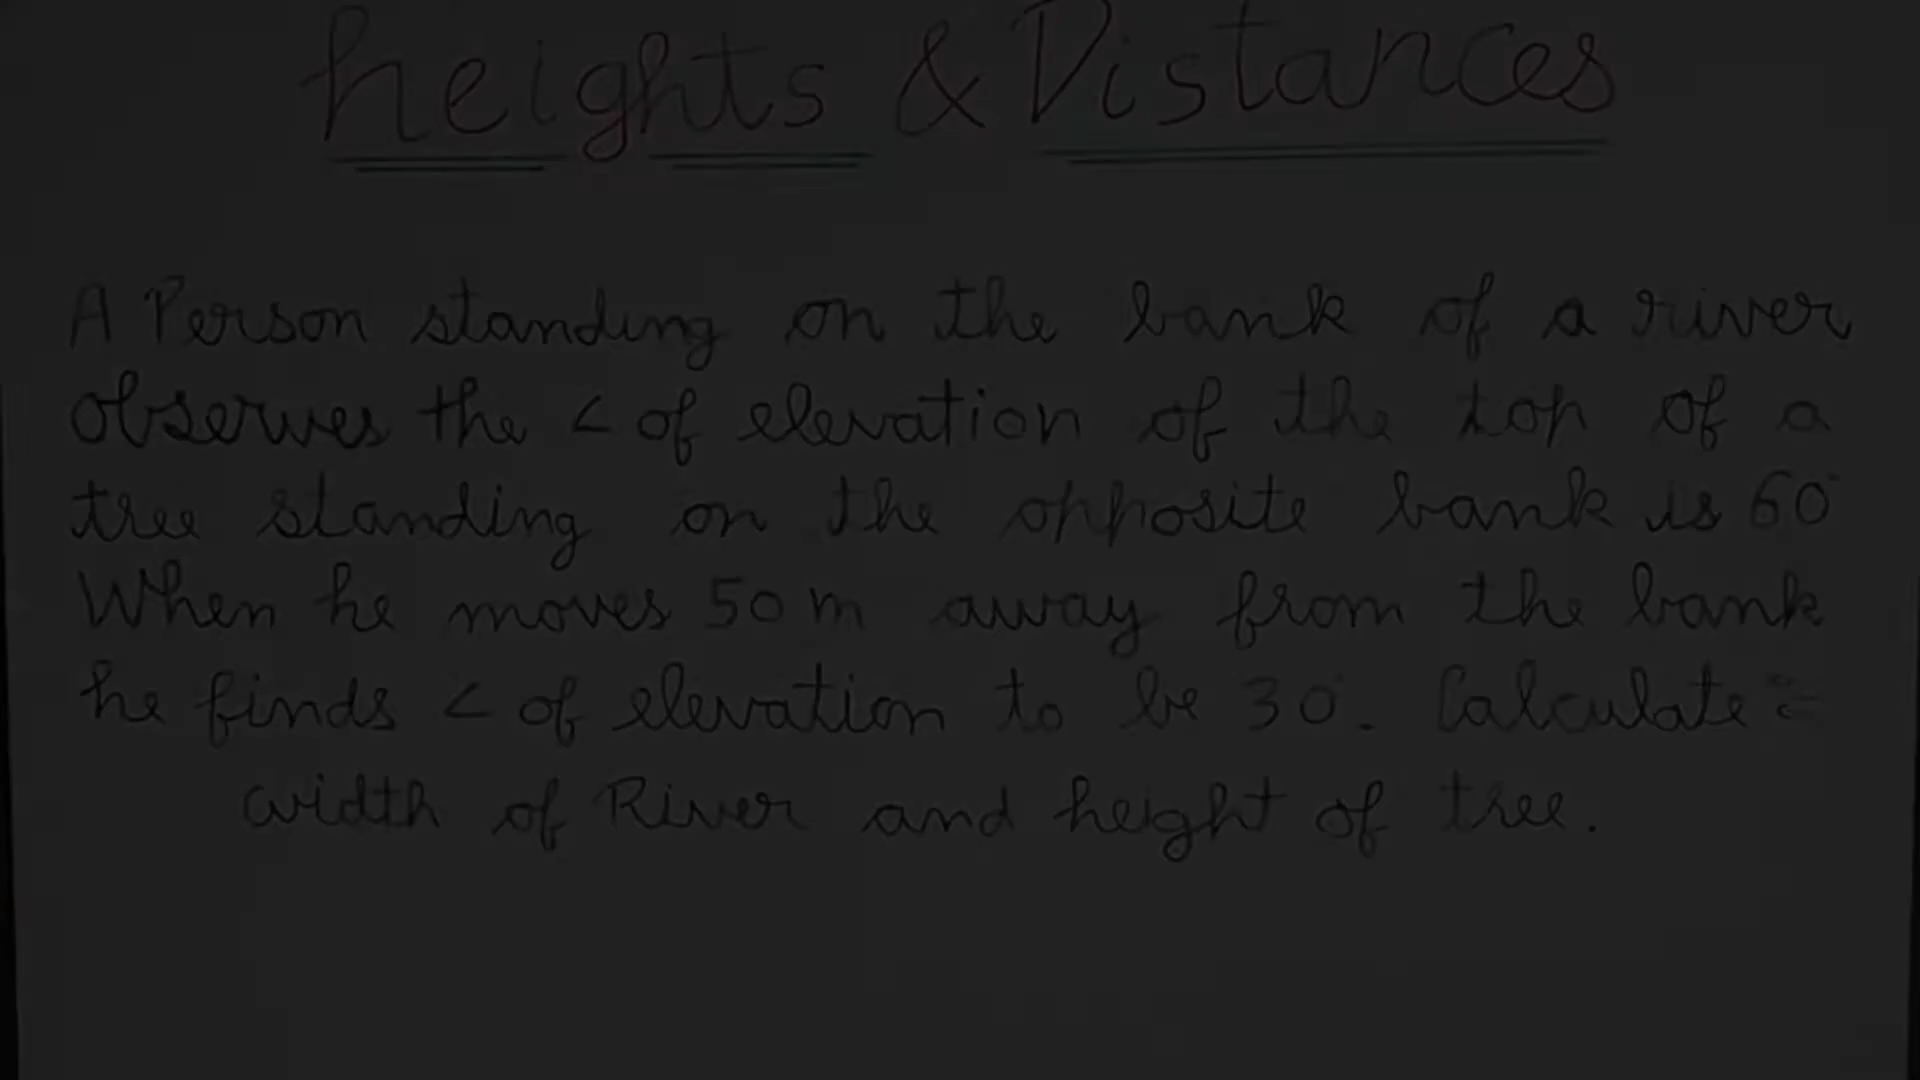 heights & Distances
A Person standing on the bank of a river
observes the < of elevation of the top of a
tree standing on the opposite bank is 60°
When he moves 50 m away from the bank
he finds < of elevation to be 30°. Calculate :-
width of River and height of tree.